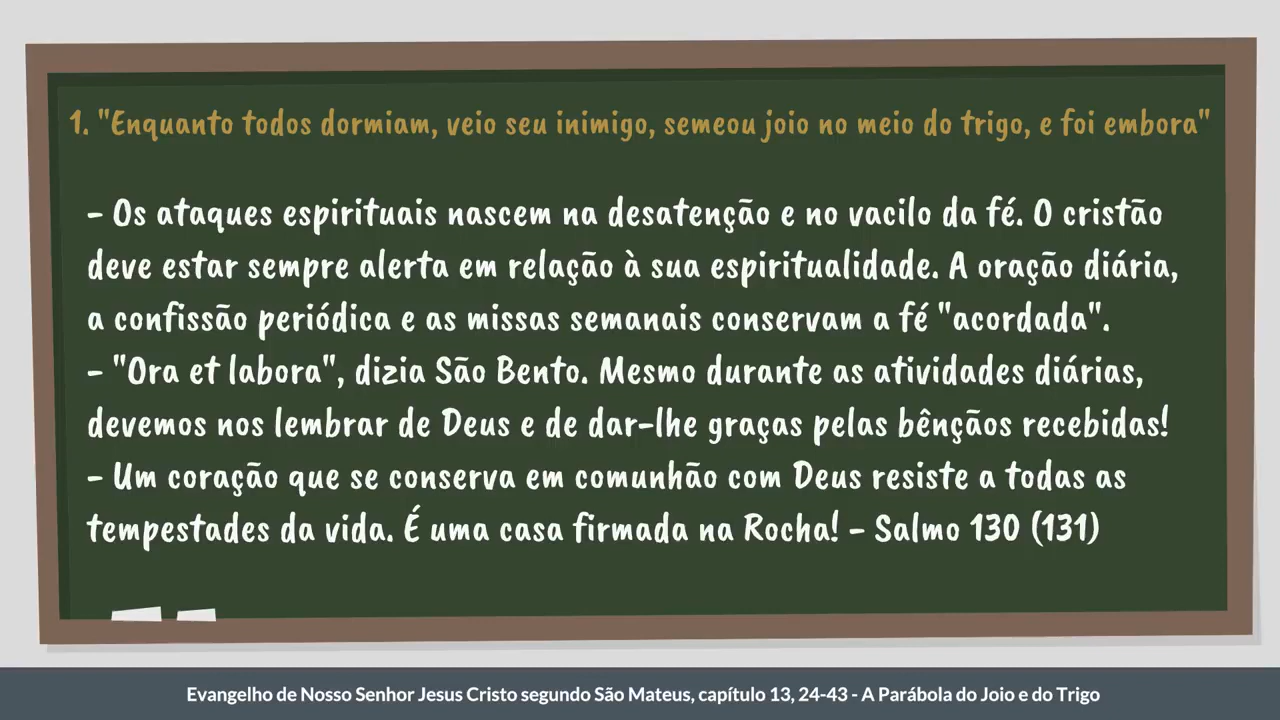 1. "Enquanto todos dormiam, veio seu inimigo, semeou joio no meio do trigo, e foi embora"
- Os ataques espirituais nascem na desatenção e no vacilo da fé. O cristão
deve estar sempre alerta em relação à sua espiritualidade. A oração diária,
a confissão periódica e as missas semanais conservam a fé "acordada".
- "Ora et labora", dizia São Bento. Mesmo durante as atividades diárias,
devemos nos lembrar de Deus e de dar-lhe graças pelas bênçãos recebidas!
- Um coração que se conserva em comunhão com Deus resiste a todas as
tempestades da vida. É uma casa firmada na Rocha! - Salmo 130 (131)
Evangelho de Nosso Senhor Jesus Cristo segundo São Mateus, capítulo 13, 24-43 - A Parábola do Joio e do Trigo